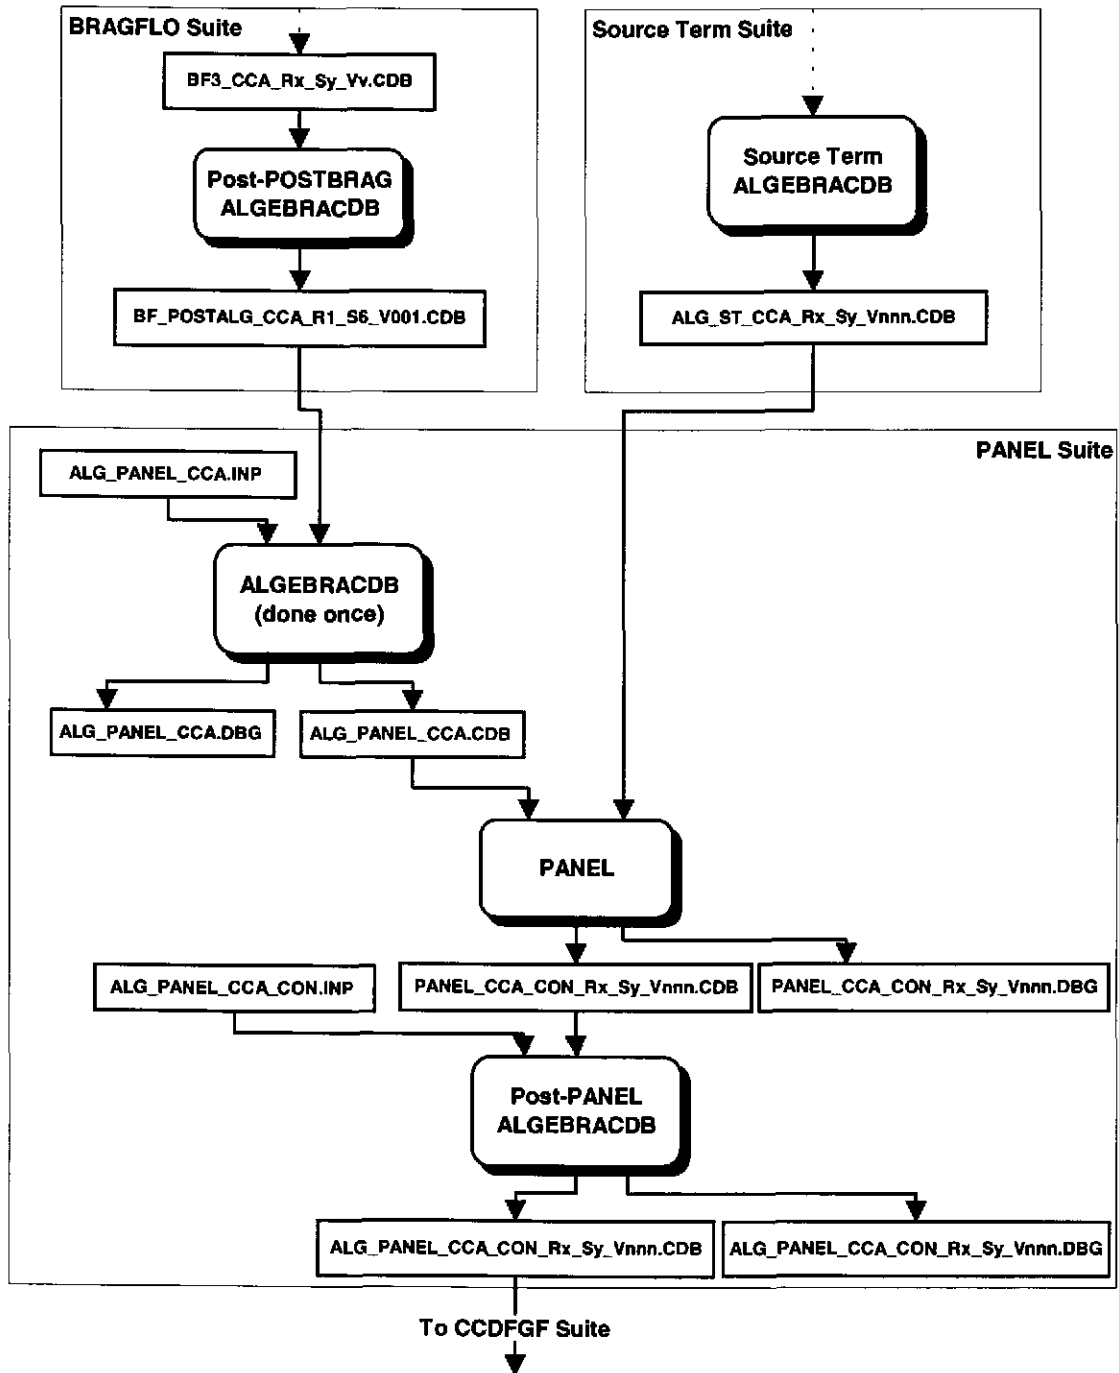 BRAGFLO Suite
Source Term Suite
BF3_CCA_Rx_Sy_Vv.CDB
Post-POSTBRAG
ALGEBRACDB
Source Term
ALGEBRACDB
BF_POSTALG_CCA_R1_S6_V001.CDB
ALG_ST_CCA_Rx_Sy_Vnnn.CDB
PANEL Suite
ALG_PANEL_CCA.INP
ALGEBRACDB
(done once)
ALG_PANEL_CCA.DBG
ALG_PANEL_CCA.CDB
PANEL
ALG_PANEL_CCA_CON.INP
PANEL_CCA_CON_Rx_Sy_Vnnn.CDB
PANEL_CCA_CON_Rx_Sy_Vnnn.DBG
Post-PANEL
ALGEBRACDB
ALG_PANEL_CCA_CON_Rx_Sy_Vnnn.CDB
ALG_PANEL_CCA_CON_Rx_Sy_Vnnn.DBG
To CCDFGF Suite